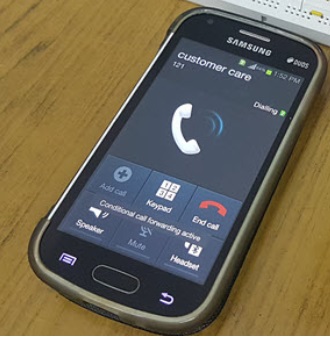 SAMSUNG DUOS
1:52 PM
customer care
121
Dialling
Add call
Keypad
End call
Conditional call forwarding active
Speaker
Mute
Headset